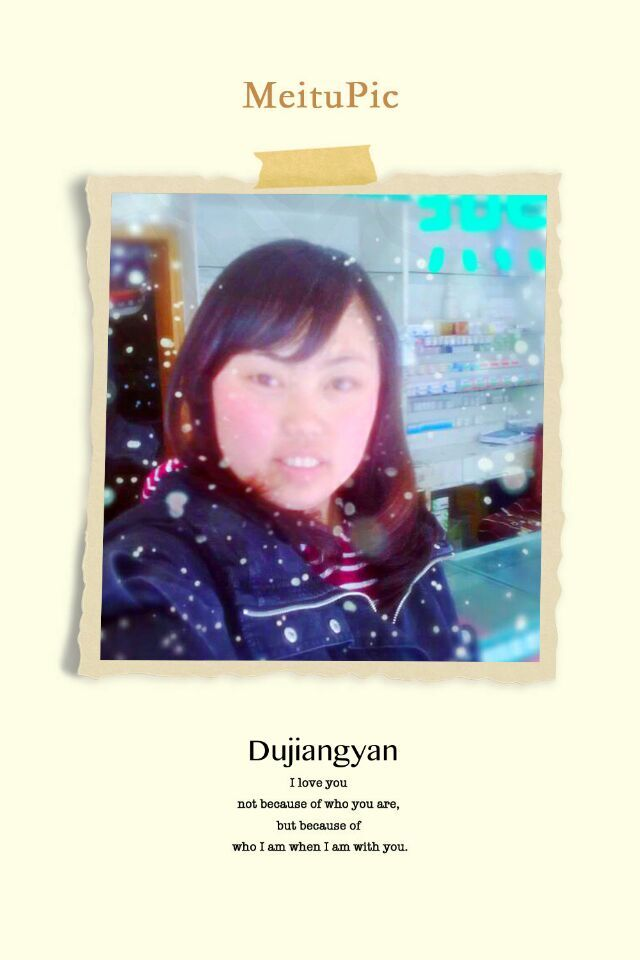 MeituPic
Dujiangyan
I love you
not because of who you are,
but because of
who I am when I am with you.